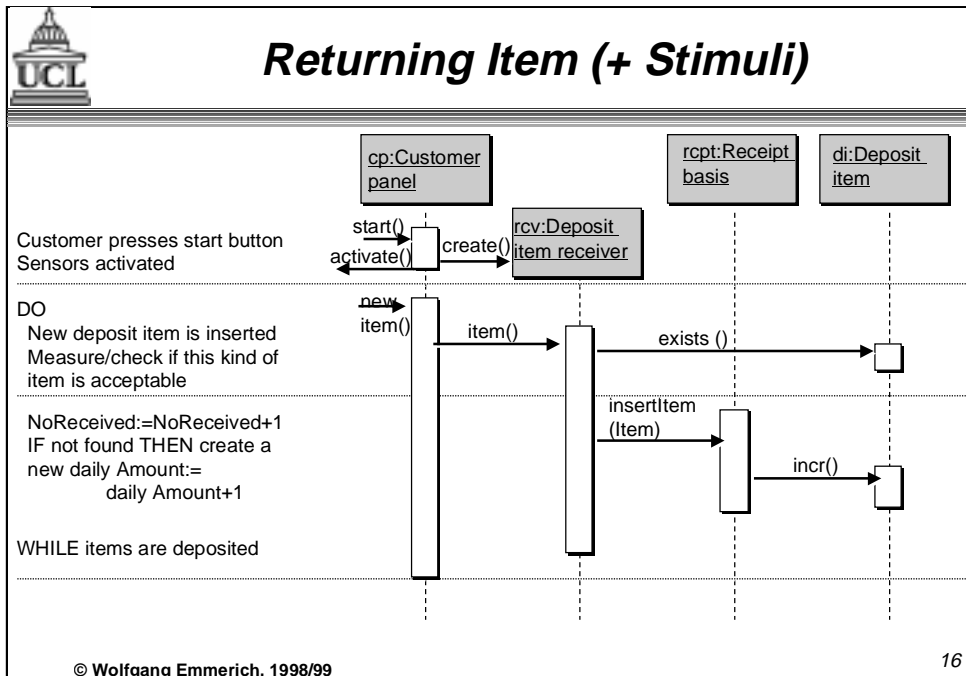 UCL
Returning Item (+ Stimuli)
cp:Customer
panel
rcpt:Receipt
basis
di:Deposit
item
rcv:Deposit
item receiver
Customer presses start button
Sensors activated
start()
activate()
create()
DO
New deposit item is inserted
Measure/check if this kind of
item is acceptable
new
item()
item()
exists ()
NoReceived:=NoReceived+1
IF not found THEN create a
new daily Amount:=
daily Amount+1
insertItem
(Item)
incr()
WHILE items are deposited
© Wolfgang Emmerich, 1998/99
16